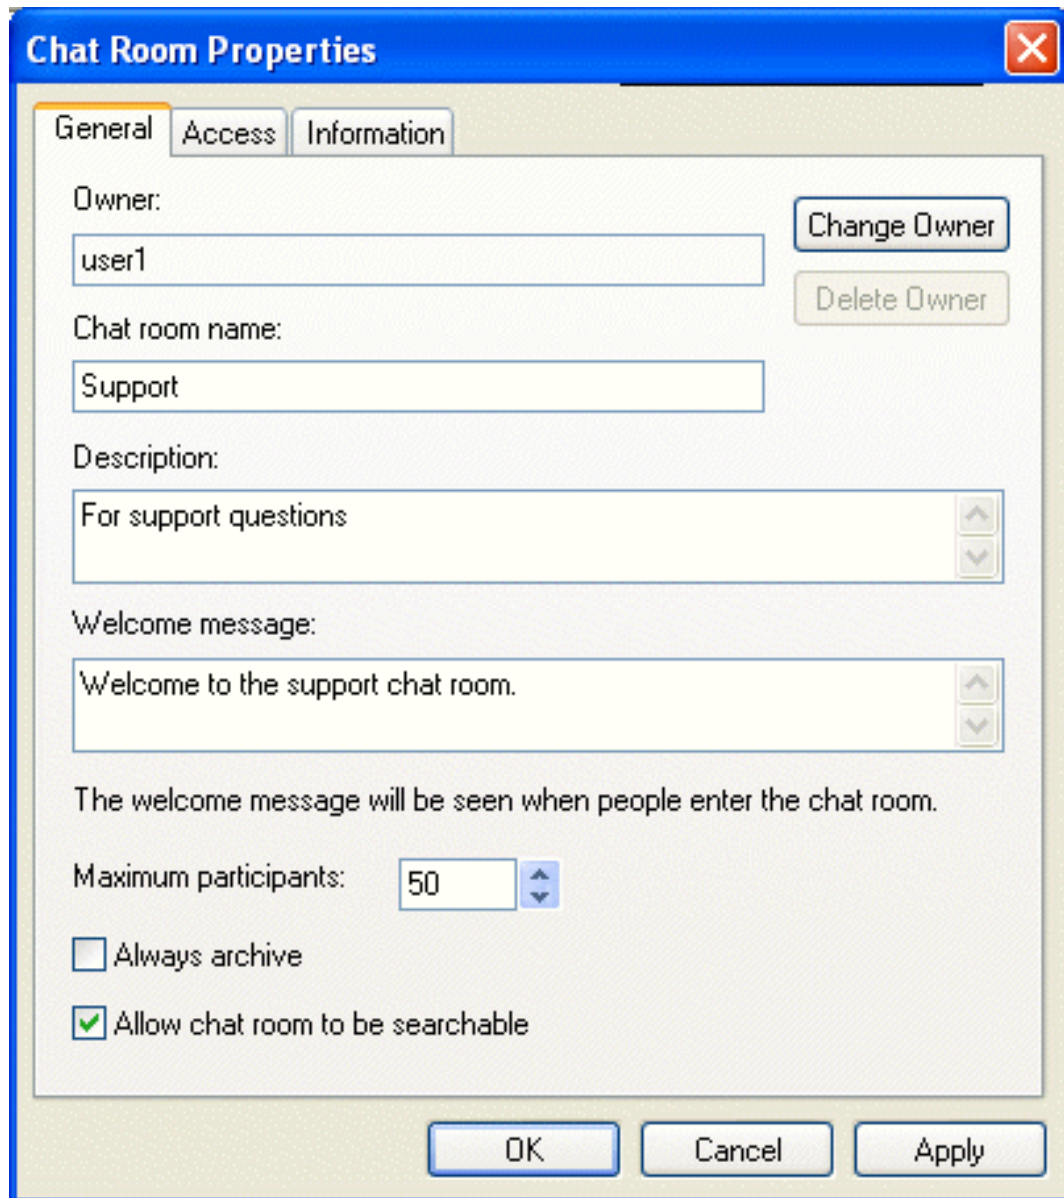 Chat Room Properties
General Access Information
Owner:
Change Owner
user1
Delete Owner
Chat room name:
Support
Description:
For support questions
Welcome message:
Welcome to the support chat room.
The welcome message will be seen when people enter the chat room.
Maximum participants: 50
Always archive
Allow chat room to be searchable
OK Cancel Apply